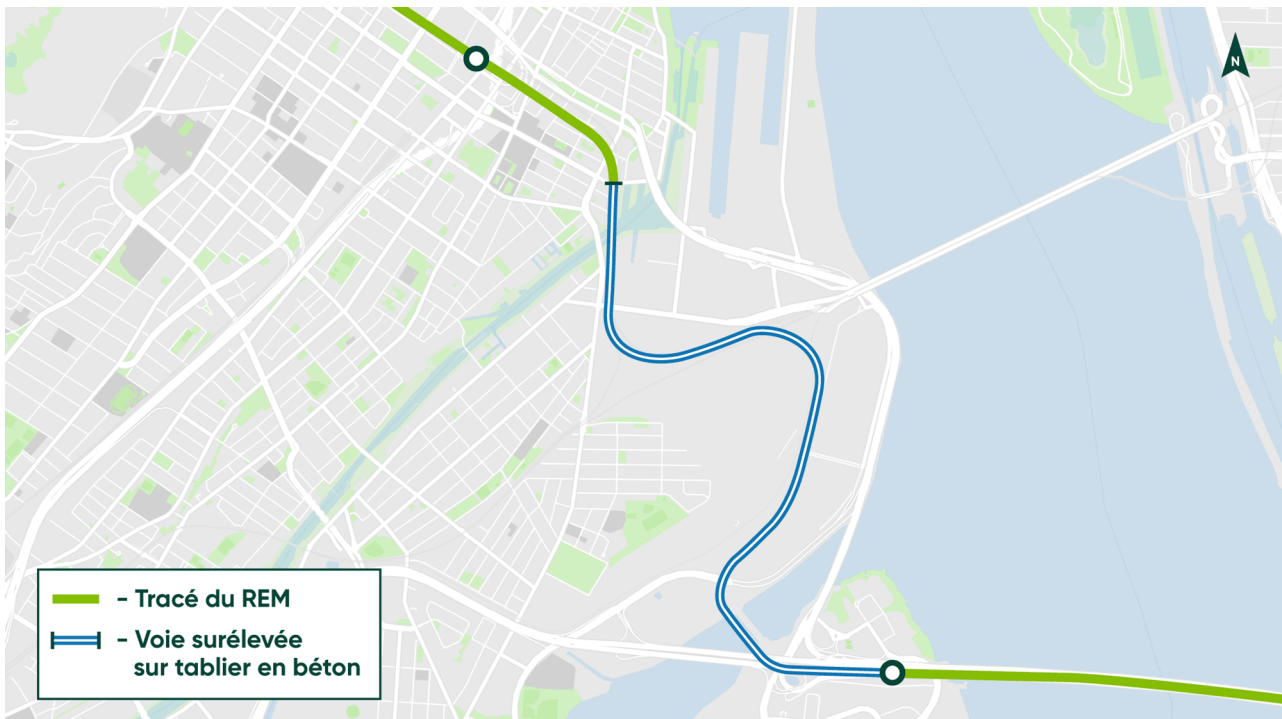 N
– Tracé du REM
– Voie surélevée
sur tablier en béton